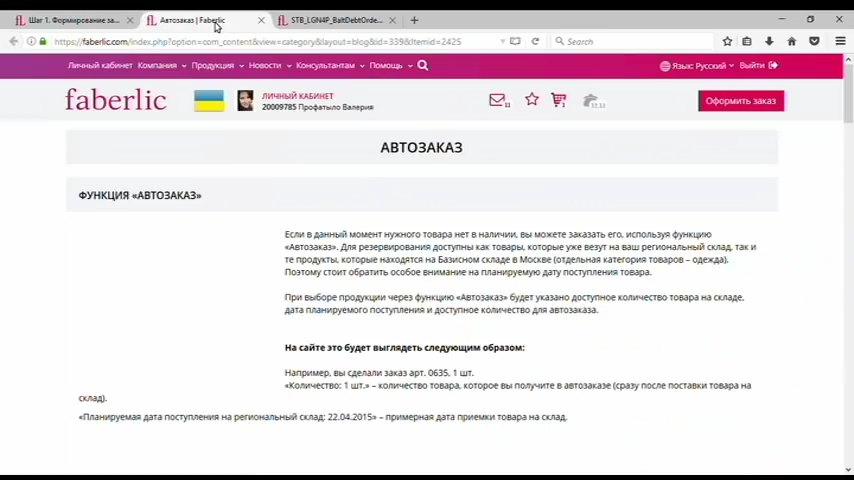 Шаг 1. Формирование за...
Автозаказ | Faberlic
STB_LGN4P_BaltDebtOrde...
https://faberlic.com/index.php?option=com_content&view=category&layout=blog&id=339&Itemid=2425
Search
Личный кабинет Компания Продукция Новости Консультантам Помощь
Язык: Русский Выйти
faberlic
ЛИЧНЫЙ КАБИНЕТ
20009785 Профатыло Валерия
11
1
Оформить заказ
АВТОЗАКАЗ
ФУНКЦИЯ «АВТОЗАКАЗ»
Если в данный момент нужного товара нет в наличии, вы можете заказать его, используя функцию
«Автозаказ». Для резервирования доступны как товары, которые уже везут на ваш региональный склад, так и
те продукты, которые находятся на Базисном складе в Москве (отдельная категория товаров – одежда).
Поэтому стоит обратить особое внимание на планируемую дату поступления товара.
При выборе продукции через функцию «Автозаказ» будет указано доступное количество товара на складе,
дата планируемого поступления и доступное количество для автозаказа.
На сайте это будет выглядеть следующим образом:
Например, вы сделали заказ арт. 0635, 1 шт.
«Количество: 1 шт.» – количество товара, которое вы получите в автозаказе (сразу после поставки товара на
склад).
«Планируемая дата поступления на региональный склад: 22.04.2015» – примерная дата приемки товара на склад.